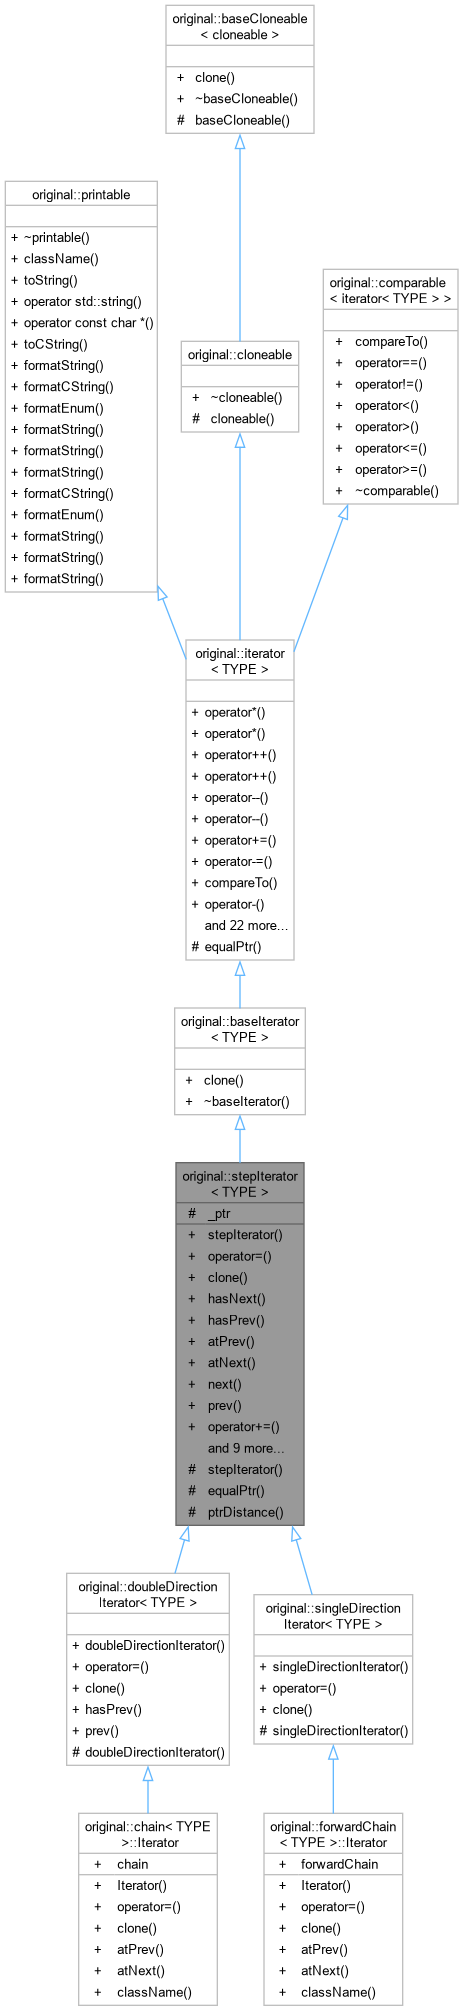 original::baseCloneable
< cloneable >
+ clone()
+ ~baseCloneable()
# baseCloneable()
original::printable
+ ~printable()
+ className()
+ toString()
+ operator std::string()
+ operator const char *()
+ toCString()
+ formatString()
+ formatCString()
+ formatEnum()
+ formatString()
+ formatString()
+ formatString()
+ formatCString()
+ formatEnum()
+ formatString()
+ formatString()
+ formatString()
original::cloneable
+ ~cloneable()
# cloneable()
original::comparable
< iterator< TYPE > >
+ compareTo()
+ operator==()
+ operator!=()
+ operator<()
+ operator>()
+ operator<=()
+ operator>=()
+ ~comparable()
original::iterator
< TYPE >
+ operator*()
+ operator*()
+ operator++()
+ operator++()
+ operator--()
+ operator--()
+ operator+=()
+ operator-=()
+ compareTo()
+ operator-()
and 22 more...
# equalPtr()
original::baseIterator
< TYPE >
+ clone()
+ ~baseIterator()
original::stepIterator
< TYPE >
# _ptr
+ stepIterator()
+ operator=()
+ clone()
+ hasNext()
+ hasPrev()
+ atPrev()
+ atNext()
+ next()
+ prev()
+ operator+=()
and 9 more...
# stepIterator()
# equalPtr()
# ptrDistance()
original::doubleDirection
Iterator< TYPE >
+ doubleDirectionIterator()
+ operator=()
+ clone()
+ hasPrev()
+ prev()
# doubleDirectionIterator()
original::singleDirection
Iterator< TYPE >
+ singleDirectionIterator()
+ operator=()
+ clone()
# singleDirectionIterator()
original::chain< TYPE
>::Iterator
+ chain
+ Iterator()
+ operator=()
+ clone()
+ atPrev()
+ atNext()
+ className()
original::forwardChain
< TYPE >::Iterator
+ forwardChain
+ Iterator()
+ operator=()
+ clone()
+ atPrev()
+ atNext()
+ className()